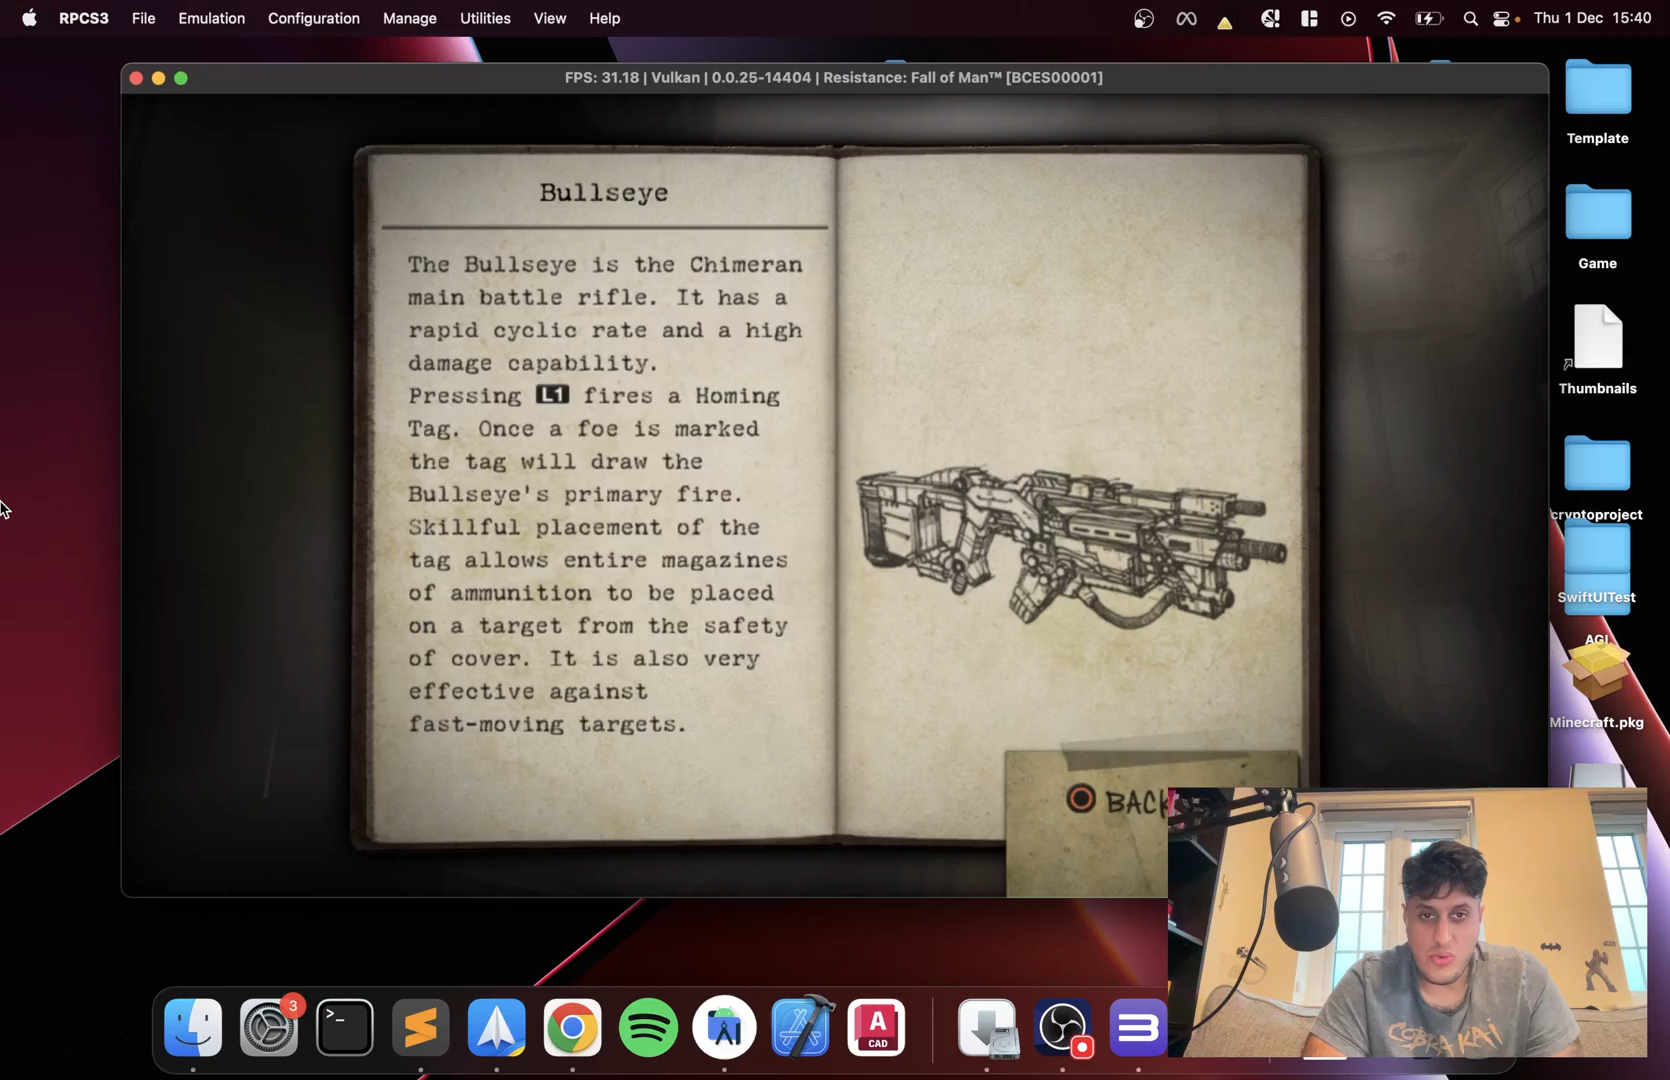 RPCS3 File Emulation Configuration Manage Utilities View Help Thu 1 Dec 15:40
FPS: 31.18 | Vulkan | 0.0.25-14404 | Resistance: Fall of Man™ [BCES00001]
Bullseye
The Bullseye is the Chimeran
main battle rifle. It has a
rapid cyclic rate and a high
damage capability.
Pressing L1 fires a Homing
Tag. Once a foe is marked
the tag will draw the
Bullseye's primary fire.
Skillful placement of the
tag allows entire magazines
of ammunition to be placed
on a target from the safety
of cover. It is also very
effective against
fast-moving targets.
BACK
Template
Game
Thumbnails
cryptoproject
SwiftUITest
AGI
Minecraft.pkg
COBRA KAI
3
>_
A
CAD